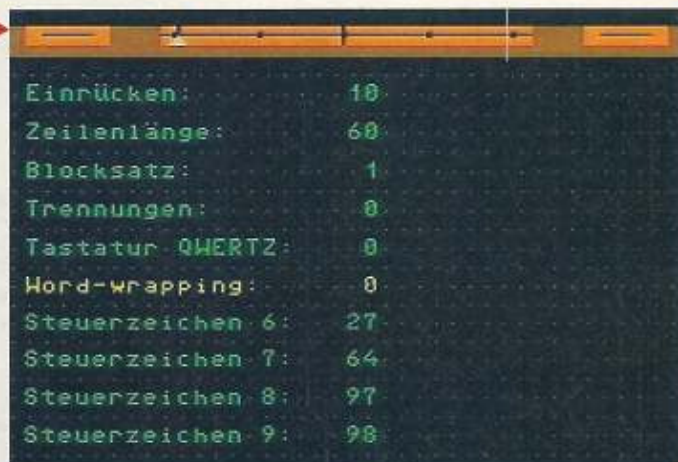 Einrücken: 10
Zeilenlänge: 60
Blocksatz: 1
Trennungen: 0
Tastatur QWERTZ: 0
Word-wrapping: 0
Steuerzeichen 6: 27
Steuerzeichen 7: 64
Steuerzeichen 8: 97
Steuerzeichen 9: 98